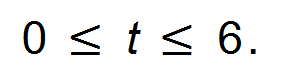 0 ≤ t ≤ 6.